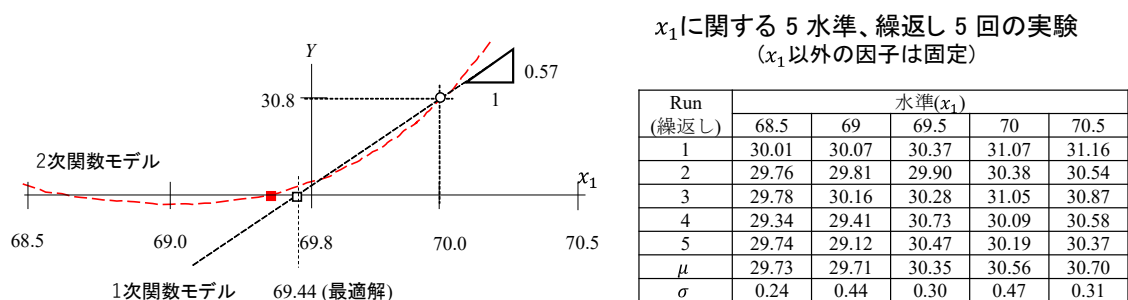 x₁に関する 5 水準、繰返し 5 回の実験
(x₁以外の因子は固定)
Y
0.57
1
30.8
2次関数モデル
x₁
68.5 69.0 69.8 70.0 70.5
1次関数モデル 69.44 (最適解)
Run (繰返し) 水準(x₁)
68.5 69 69.5 70 70.5
1 30.01 30.07 30.37 31.07 31.16
2 29.76 29.81 29.90 30.38 30.54
3 29.78 30.16 30.28 31.05 30.87
4 29.34 29.41 30.73 30.09 30.58
5 29.74 29.12 30.47 30.19 30.37
μ 29.73 29.71 30.35 30.56 30.70
σ 0.24 0.44 0.30 0.47 0.31